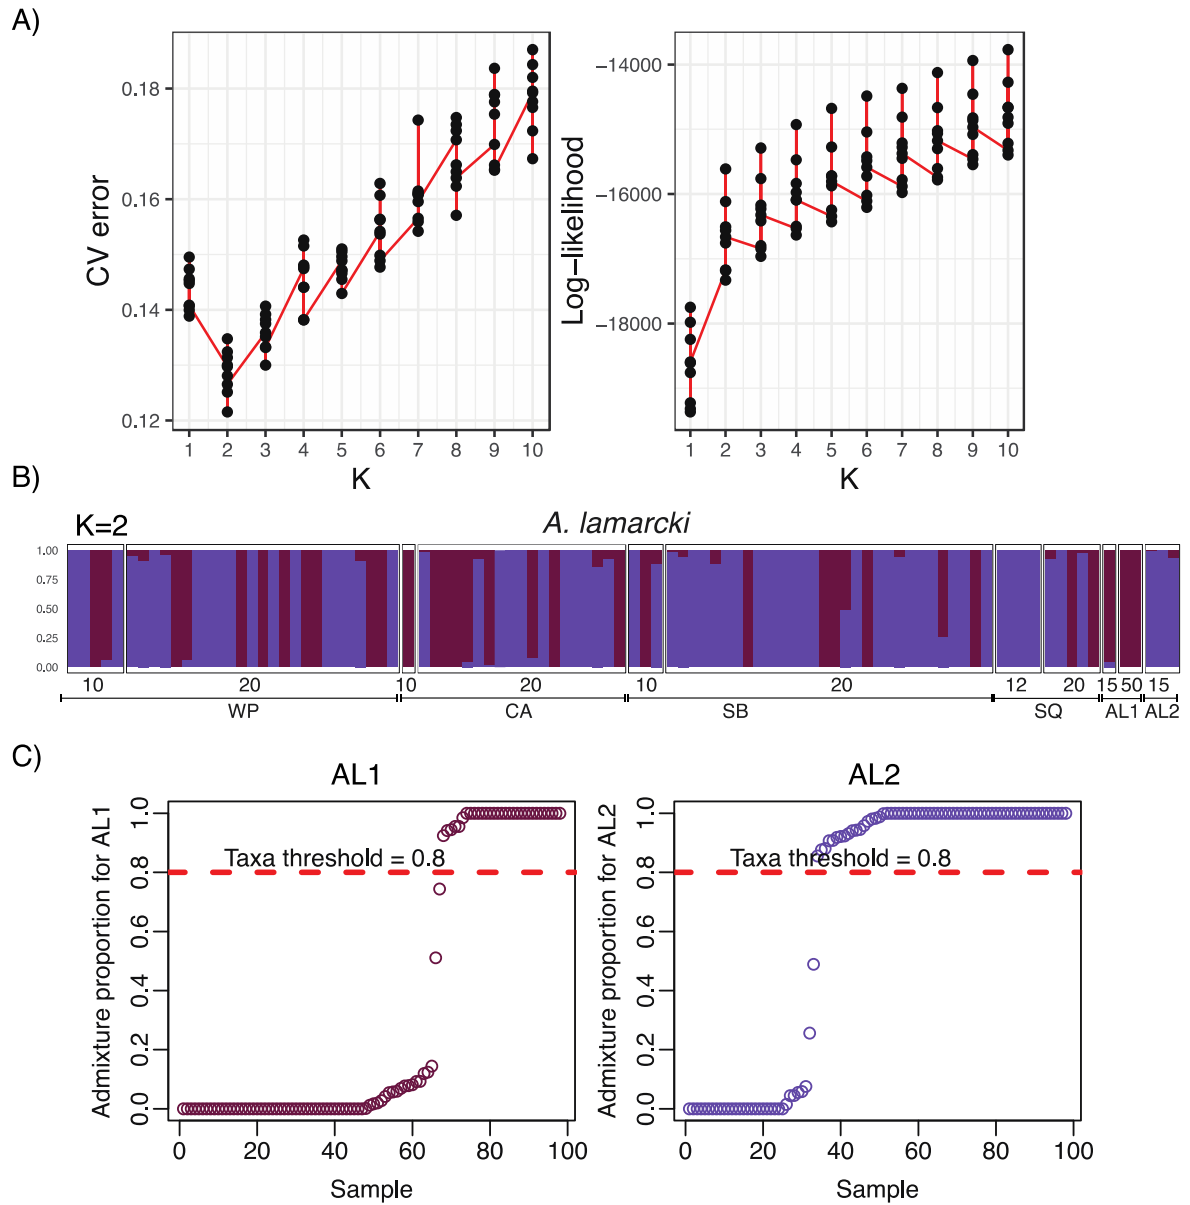 A)
CV error
0.18
0.16
0.14
0.12
1 2 3 4 5 6 7 8 9 10
K
Log−likelihood
−14000
−16000
−18000
1 2 3 4 5 6 7 8 9 10
K
B)
K=2
A. lamarcki
1.00
0.75
0.50
0.25
0.00
10 20 10 20 10 20 12 20 15 50 15
WP CA SB SQ AL1 AL2
C)
AL1
Admixture proportion for AL1
1.0
0.8
0.6
0.4
0.2
0.0
Taxa threshold = 0.8
0 20 40 60 80 100
Sample
AL2
Admixture proportion for AL2
1.0
0.8
0.6
0.4
0.2
0.0
Taxa threshold = 0.8
0 20 40 60 80 100
Sample